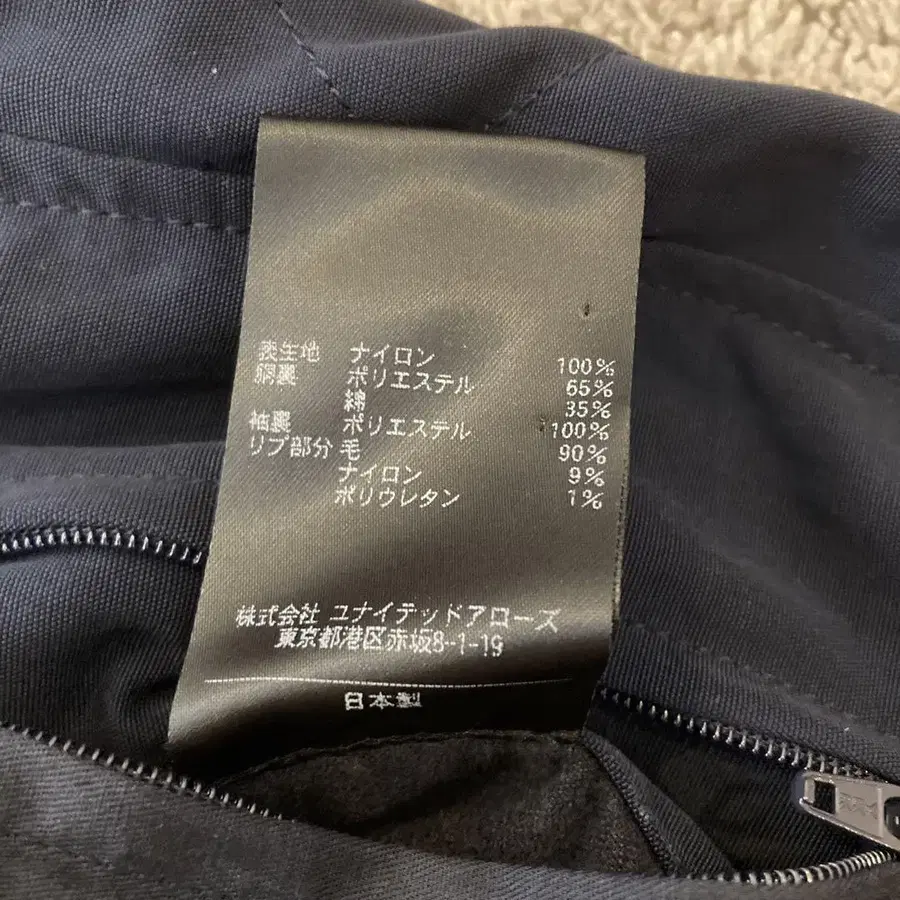 表生地 ナイロン 100%
胴裏 ポリエステル 65%
綿 35%
袖裏 ポリエステル 100%
リブ部分 毛 90%
ナイロン 9%
ポリウレタン 1%
株式会社 ユナイテッドアローズ
東京都港区赤坂8-1-19
日本製